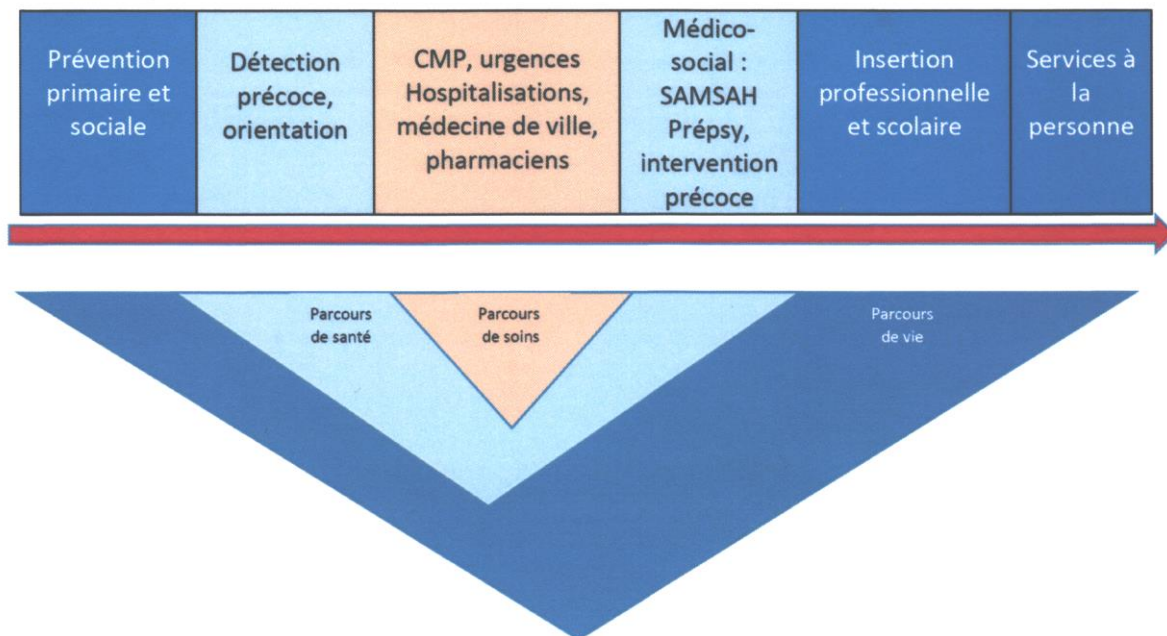 Prévention
primaire et
sociale
Détection
précoce,
orientation
CMP, urgences
Hospitalisations,
médecine de ville,
pharmaciens
Médico-
social :
SAMSAH
Prépsy,
intervention
précoce
Insertion
professionnelle
et scolaire
Services à
la
personne
Parcours
de santé
Parcours
de soins
Parcours
de vie